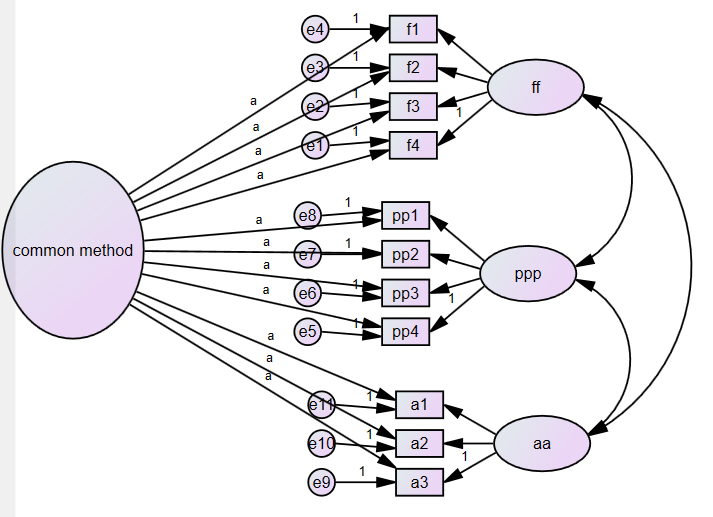 e4 1 f1
e3 1 f2
a
e2 1 f3 ff
a
e1 1 f4 1
a
a
e8 1 pp1
a
common method a e7 1 pp2
a
e6 1 pp3 ppp
a 1
e5 1 pp4
a
a
a
e11 1 a1
e10 1 a2 aa
1
e9 1 a3